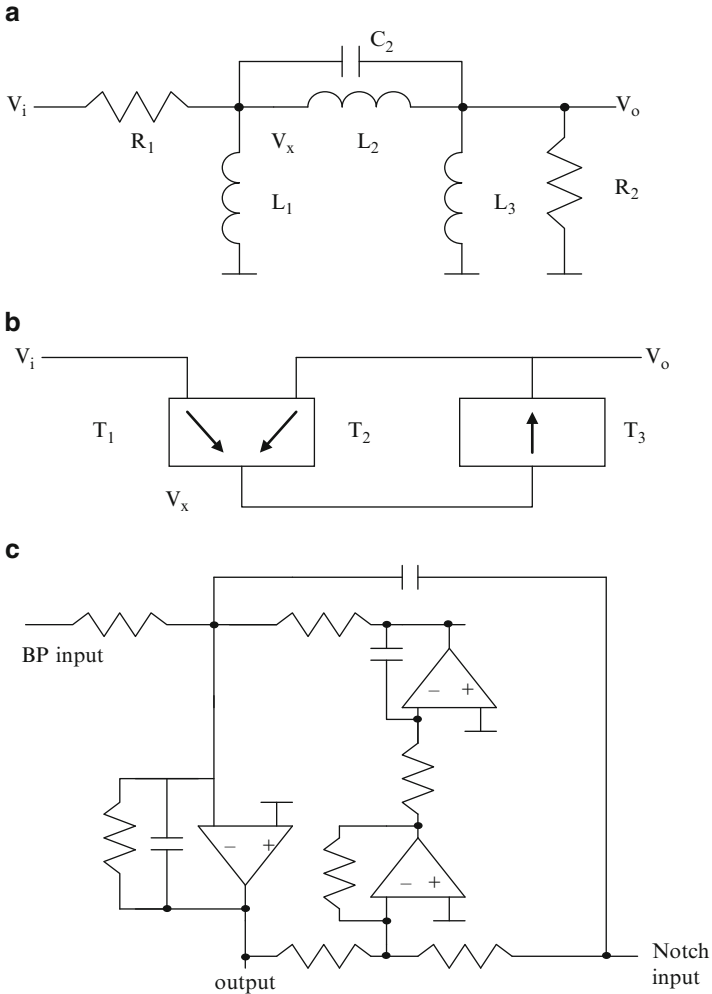 a
C₂
Vᵢ
Vₒ
R₁
Vₓ
L₂
L₁
L₃
R₂
b
Vᵢ
Vₒ
T₁
T₂
T₃
Vₓ
c
BP input
− +
− +
− +
output
Notch
input